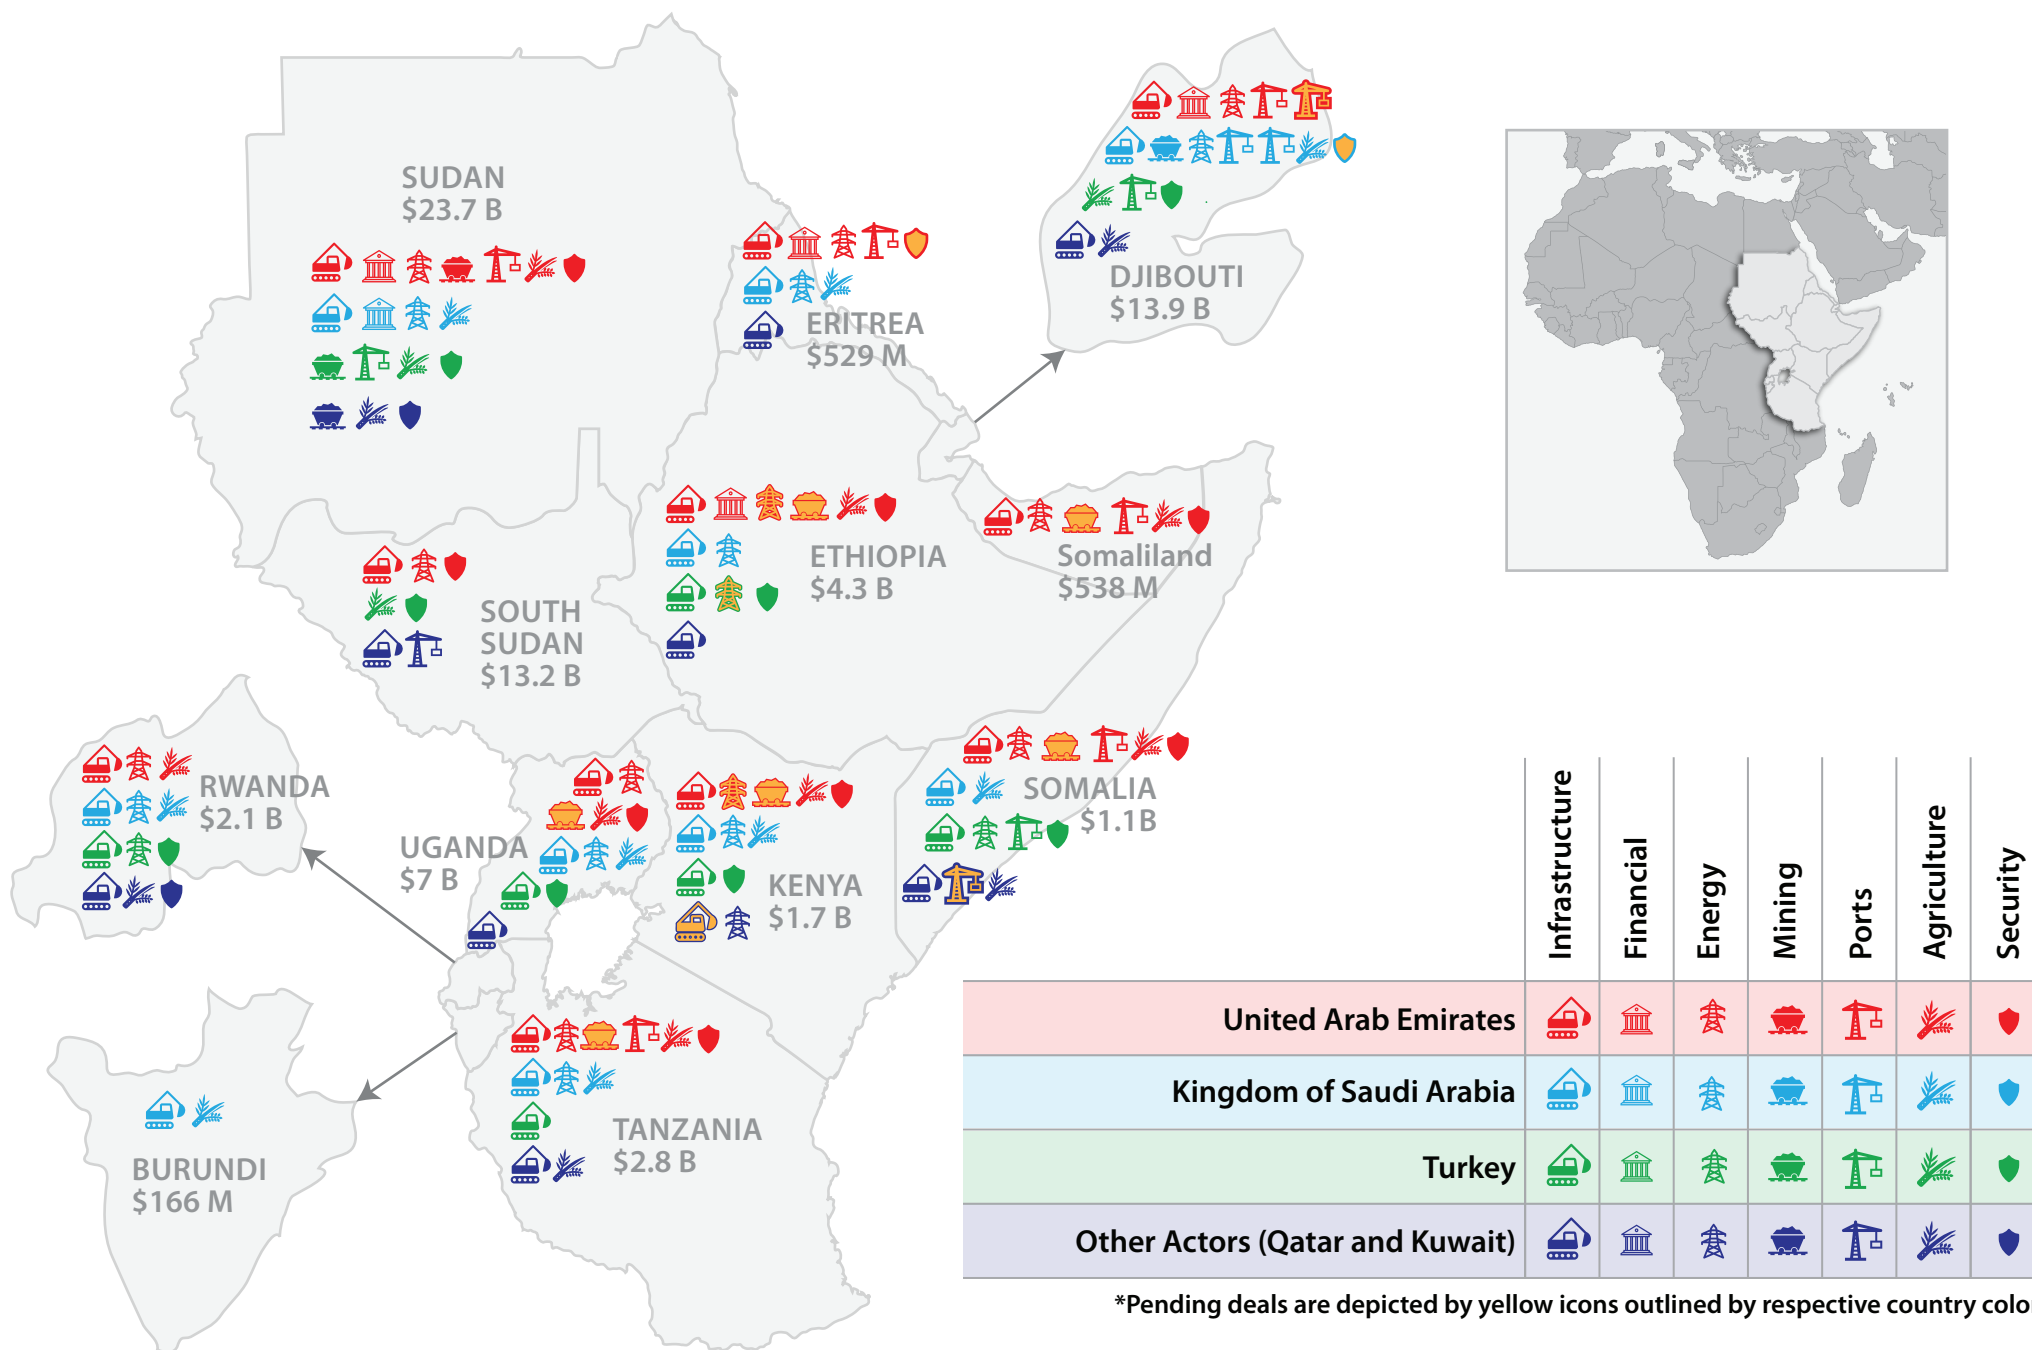 SUDAN
$23.7 B
ERITREA
$529 M
DJIBOUTI
$13.9 B
ETHIOPIA
$4.3 B
Somaliland
$538 M
SOUTH
SUDAN
$13.2 B
RWANDA
$2.1 B
UGANDA
$7 B
KENYA
$1.7 B
SOMALIA
$1.1B
BURUNDI
$166 M
TANZANIA
$2.8 B
Infrastructure
Financial
Energy
Mining
Ports
Agriculture
Security
United Arab Emirates
Kingdom of Saudi Arabia
Turkey
Other Actors (Qatar and Kuwait)
*Pending deals are depicted by yellow icons outlined by respective country colo